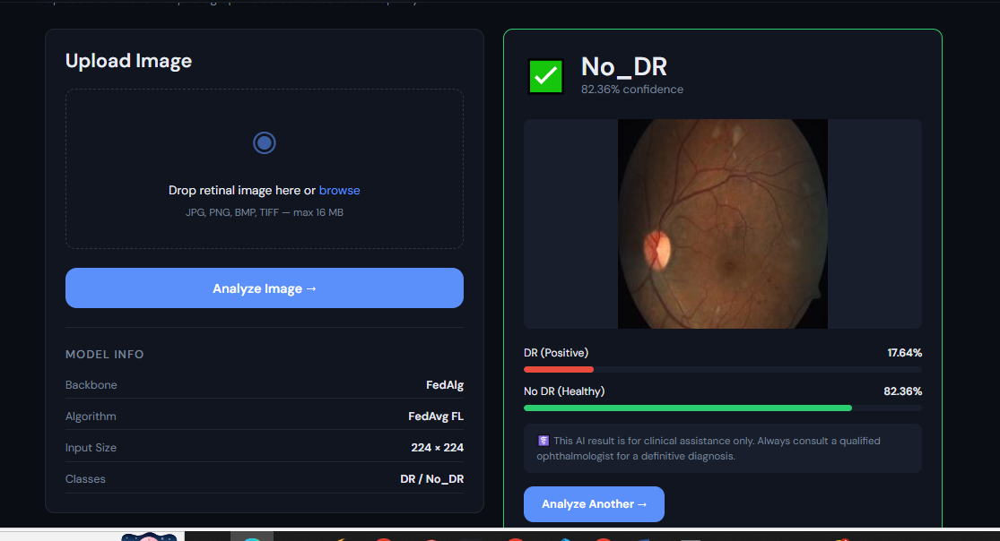 Upload Image
Drop retinal image here or browse
JPG, PNG, BMP, TIFF — max 16 MB
Analyze Image →
MODEL INFO
Backbone FedAlg
Algorithm FedAvg FL
Input Size 224 × 224
Classes DR / No_DR
No_DR
82.36% confidence
DR (Positive) 17.64%
No DR (Healthy) 82.36%
This AI result is for clinical assistance only. Always consult a qualified
ophthalmologist for a definitive diagnosis.
Analyze Another →